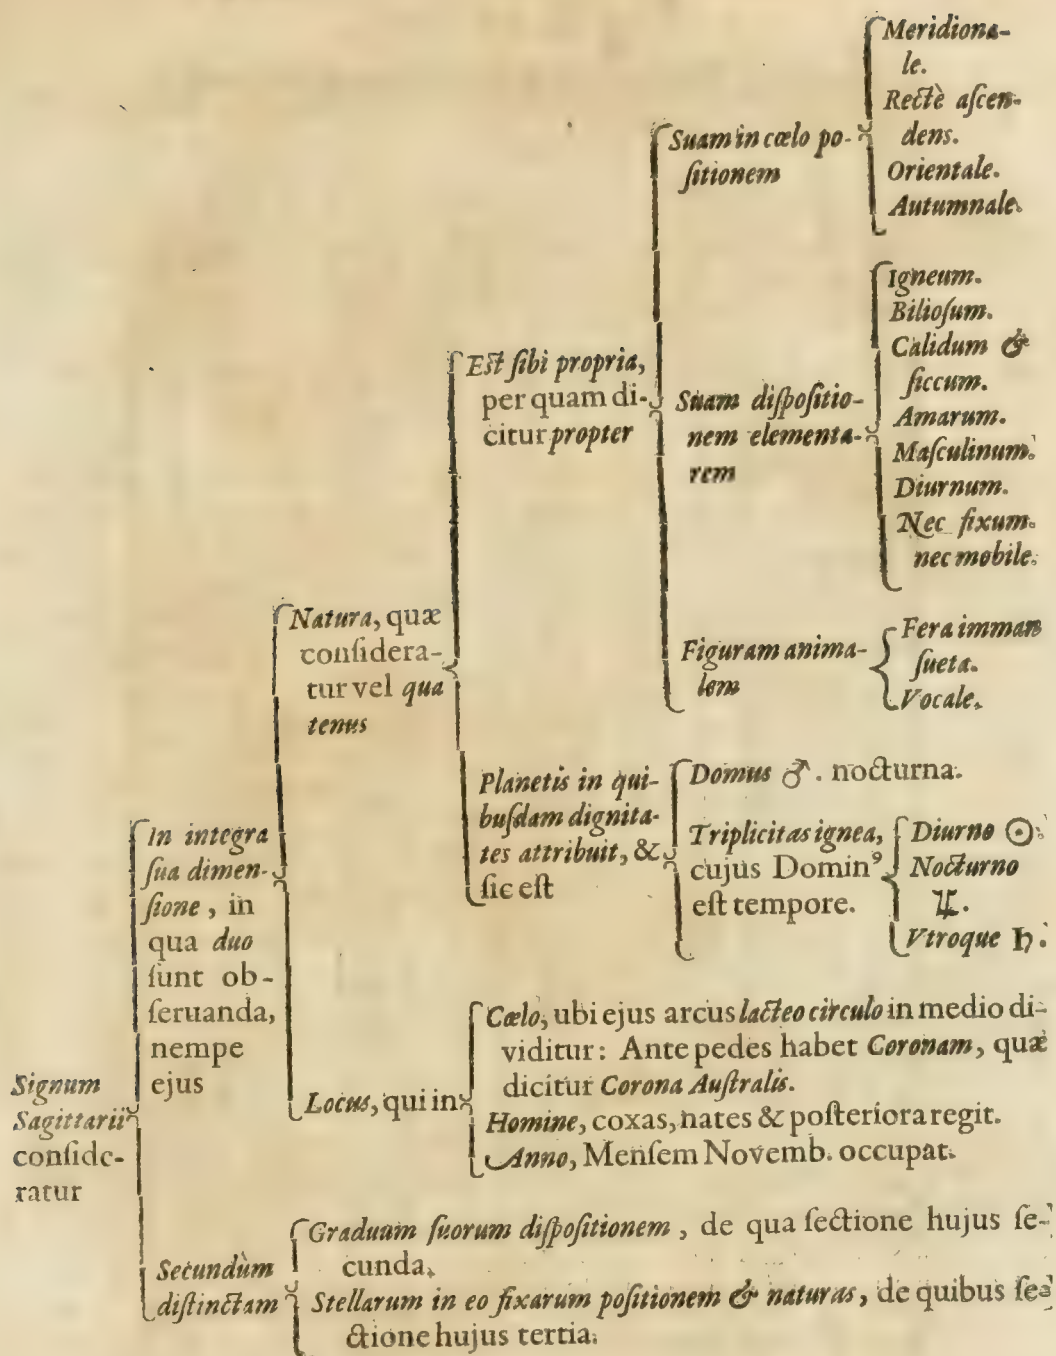 Signum
Sagittarii
conside-
ratur
In integra
sua dimen-
sione, in
qua duo
sunt ob-
seruanda,
nempe
ejus
Natura, quæ
considera-
tur vel qua
tenus
Est sibi propria,
per quam di-
citur propter
Suam in cœlo po-
sitionem
Meridiona-
le.
Rectè ascen-
dens.
Orientale.
Autumnale.
Suam dispositio-
nem elementa-
rem
Igneum.
Biliosum.
Calidum &
siccum.
Amarum.
Masculinum.
Diurnum.
Nec fixum.
nec mobile.
Figuram anima-
lem
Fera imman
sueta.
Vocale.
Planetis in qui-
busdam dignita-
tes attribuit, &
sic est
Domus ♂. nocturna.
Triplicitas ignea,
cujus Dominꝰ
est tempore.
Diurno ☉.
Nocturno
♃.
Vtroque ♄.
Locus, qui in
Cœlo, ubi ejus arcus lacteo circulo in medio di-
viditur: Ante pedes habet Coronam, quæ
dicitur Corona Australis.
Homine, coxas, nates & posteriora regit.
Anno, Mensem Novemb. occupat.
Secundùm
distinctam
Graduum suorum dispositionem, de qua sectione hujus se-
cunda.
Stellarum in eo fixarum positionem & naturas, de quibus se-
ctione hujus tertia.